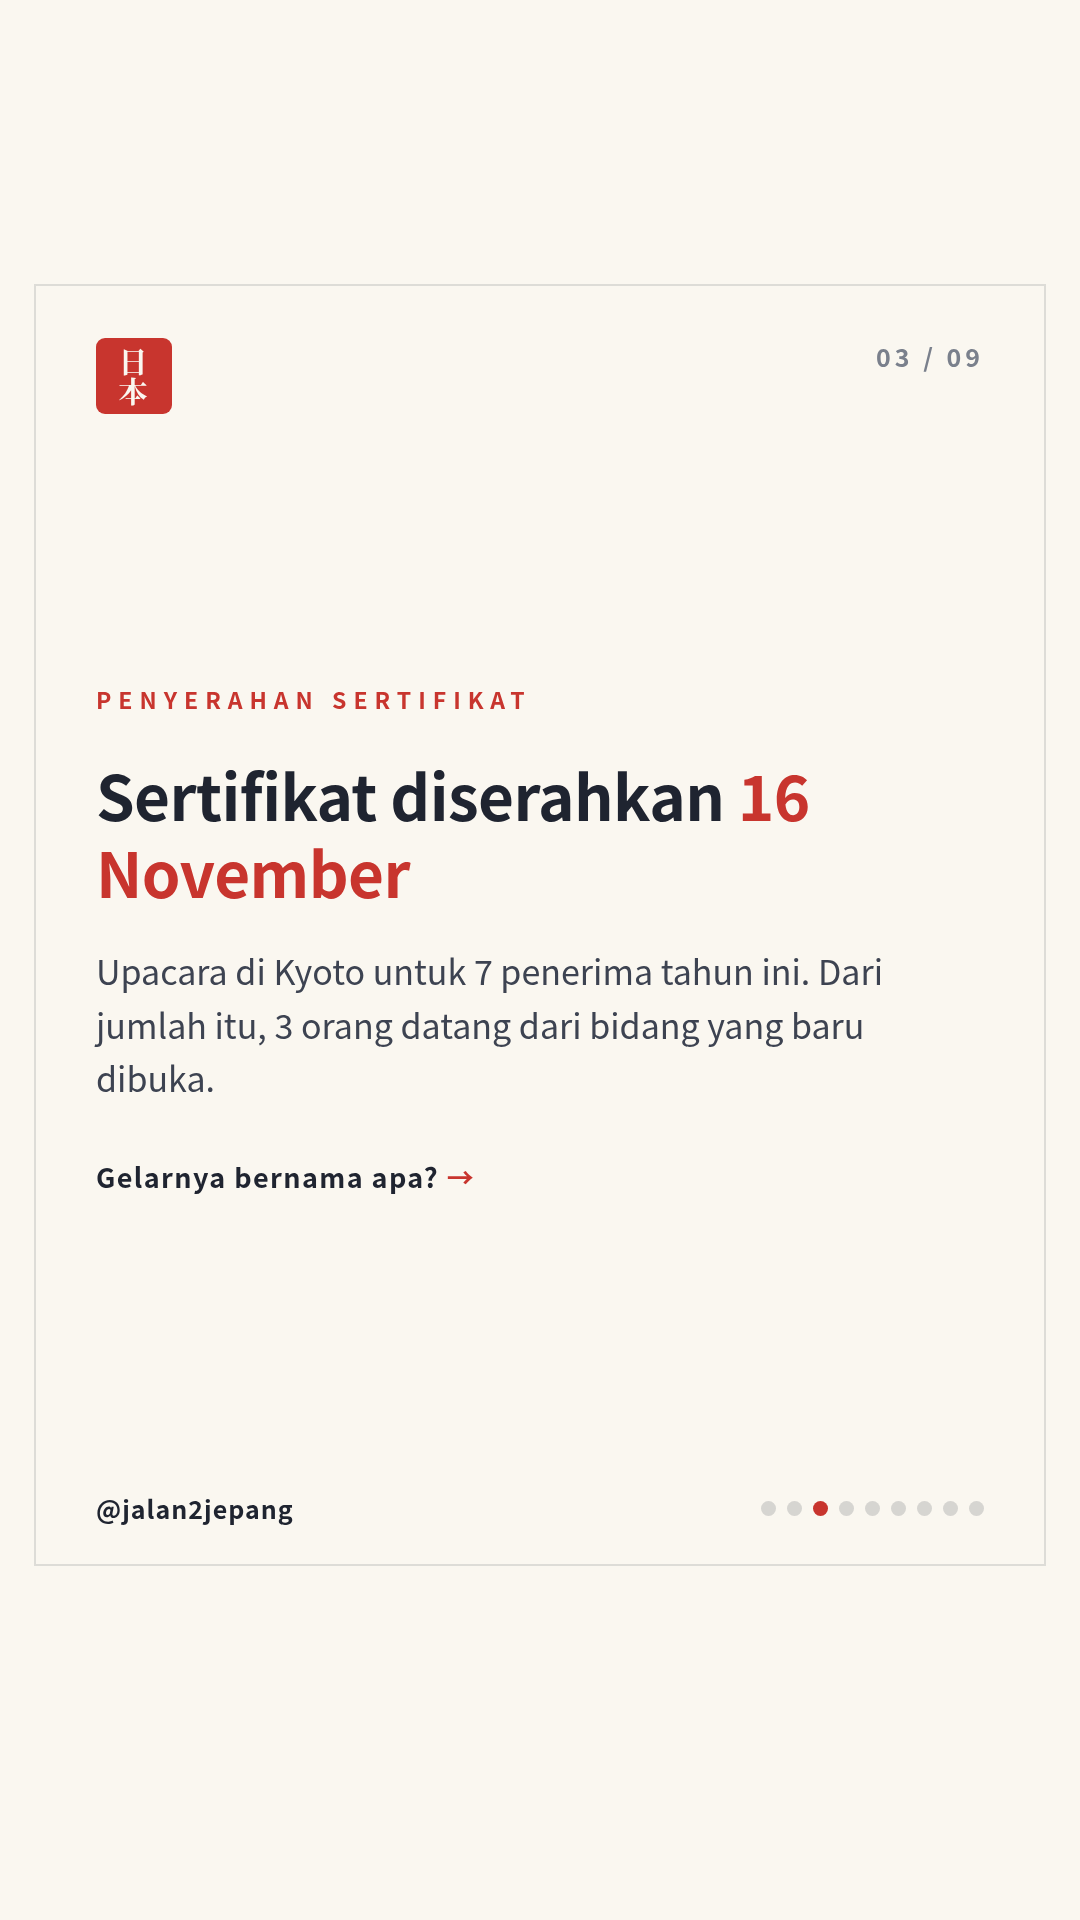 日本
03 / 09
PENYERAHAN SERTIFIKAT
Sertifikat diserahkan 16
November
Upacara di Kyoto untuk 7 penerima tahun ini. Dari
jumlah itu, 3 orang datang dari bidang yang baru
dibuka.
Gelarnya bernama apa? →
@jalan2jepang